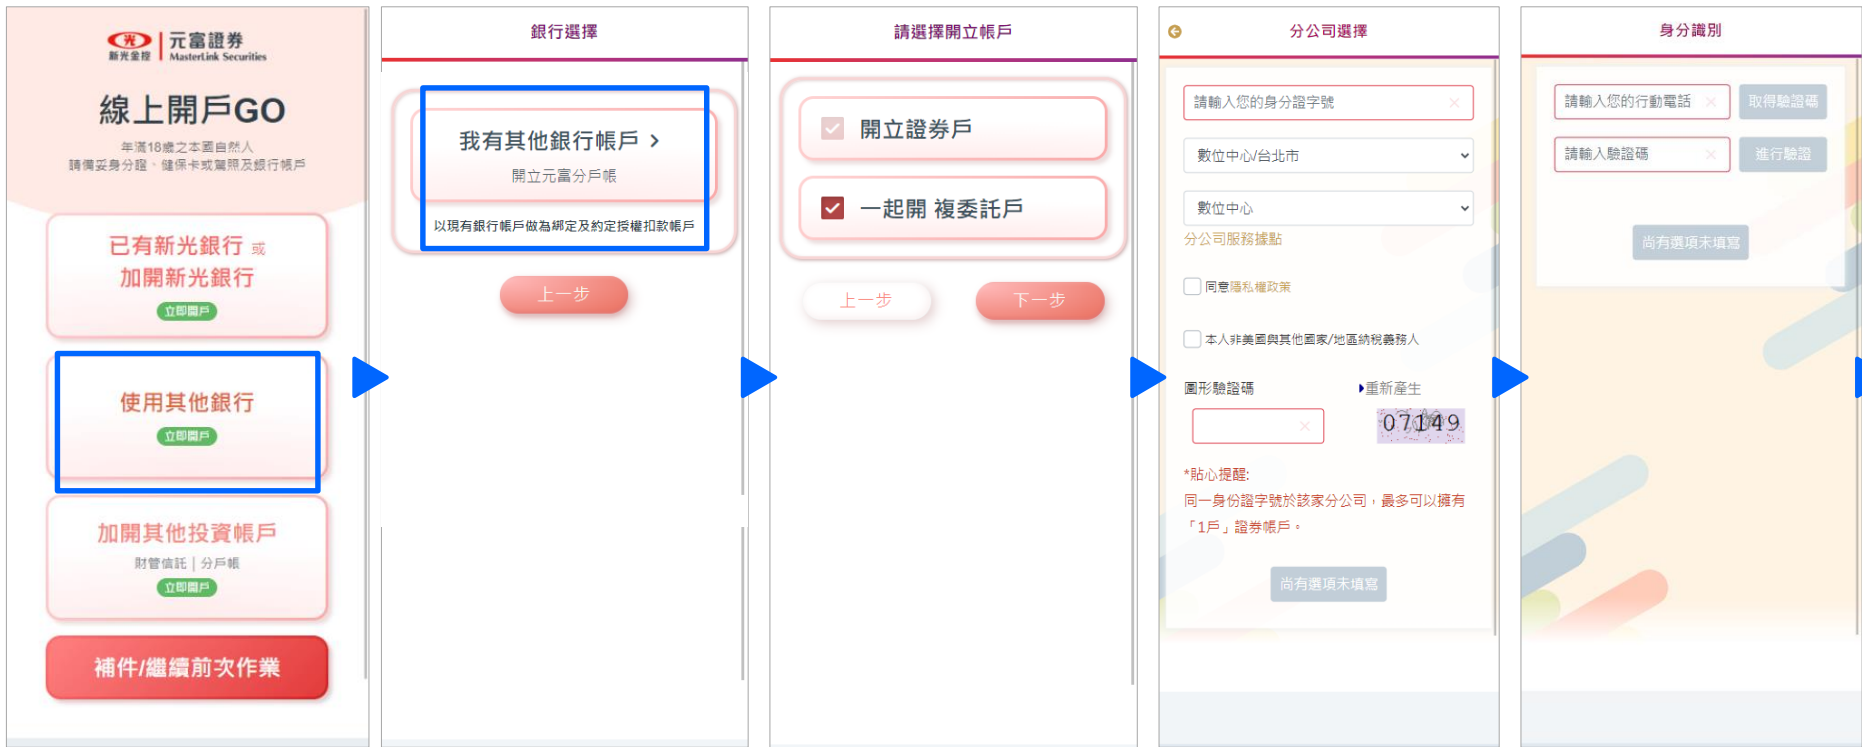 新光金控
元富證券
MasterLink Securities
線上開戶GO
年滿18歲之本國自然人
請備妥身分證、健保卡或駕照及銀行帳戶
已有新光銀行 或
加開新光銀行
立即開戶
使用其他銀行
立即開戶
加開其他投資帳戶
財管信託｜分戶帳
立即開戶
補件/繼續前次作業
銀行選擇
我有其他銀行帳戶 >
開立元富分戶帳
以現有銀行帳戶做為綁定及約定授權扣款帳戶
上一步
請選擇開立帳戶
開立證券戶
一起開 複委託戶
上一步
下一步
分公司選擇
請輸入您的身分證字號
數位中心/台北市
數位中心
分公司服務據點
同意隱私權政策
本人非美國與其他國家/地區納稅義務人
圖形驗證碼
重新產生
07149
*貼心提醒:
同一身份證字號於該家分公司，最多可以擁有
「1戶」證券帳戶。
尚有選項未填寫
身分識別
請輸入您的行動電話
取得驗證碼
請輸入驗證碼
進行驗證
尚有選項未填寫